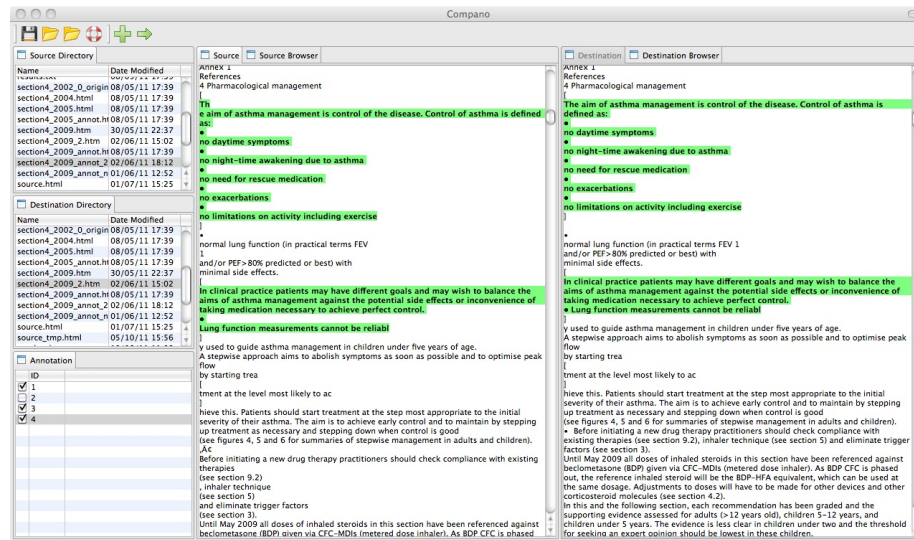 Compano
Source Directory
Name Date Modified
results.txt 08/05/11 17:39
section4_2002_0_origin 08/05/11 17:39
section4_2004.html 08/05/11 17:39
section4_2005.html 08/05/11 17:39
section4_2005_annot.ht 08/05/11 17:39
section4_2009.htm 30/05/11 22:37
section4_2009_2.htm 02/06/11 15:02
section4_2009_annot.ht 08/05/11 17:39
section4_2009_annot_2 02/06/11 18:12
section4_2009_annot_n 01/06/11 12:52
source.html 01/07/11 15:25
Destination Directory
Name Date Modified
section4_2002_0_origin 08/05/11 17:39
section4_2004.html 08/05/11 17:39
section4_2005.html 08/05/11 17:39
section4_2005_annot.ht 08/05/11 17:39
section4_2009.htm 30/05/11 22:37
section4_2009_2.htm 02/06/11 15:02
section4_2009_annot.ht 08/05/11 17:39
section4_2009_annot_2 02/06/11 18:12
section4_2009_annot_n 01/06/11 12:52
source.html 01/07/11 15:25
source_tmp.html 05/10/11 15:56
Annotation
ID
1
2
3
4
Source Source Browser
Annex 1
References
4 Pharmacological management
[
Th
e aim of asthma management is control of the disease. Control of asthma is defined
as:
•
no daytime symptoms
•
no night-time awakening due to asthma
•
no need for rescue medication
•
no exacerbations
•
no limitations on activity including exercise
]
•
normal lung function (in practical terms FEV
1
and/or PEF>80% predicted or best) with
minimal side effects.
[
In clinical practice patients may have different goals and may wish to balance the
aims of asthma management against the potential side effects or inconvenience of
taking medication necessary to achieve perfect control.
•
Lung function measurements cannot be reliabl
]
y used to guide asthma management in children under five years of age.
A stepwise approach aims to abolish symptoms as soon as possible and to optimise peak
flow
by starting trea
[
tment at the level most likely to ac
]
hieve this. Patients should start treatment at the step most appropriate to the initial
severity of their asthma. The aim is to achieve early control and to maintain by stepping
up treatment as necessary and stepping down when control is good
(see figures 4, 5 and 6 for summaries of stepwise management in adults and children).
‚Ä¢
Before initiating a new drug therapy practitioners should check compliance with existing
therapies
(see section 9.2)
, inhaler technique
(see section 5)
and eliminate trigger factors
(see section 3).
Until May 2009 all doses of inhaled steroids in this section have been referenced against
beclometasone (BDP) given via CFC-MDIs (metered dose inhaler). As BDP CFC is phased
Destination Destination Browser
Annex 1
References
4 Pharmacological management
[
The aim of asthma management is control of the disease. Control of asthma is
defined as:
•
no daytime symptoms
•
no night-time awakening due to asthma
•
no need for rescue medication
•
no exacerbations
•
no limitations on activity including exercise
]
•
normal lung function (in practical terms FEV 1
and/or PEF>80% predicted or best) with
minimal side effects.
[
In clinical practice patients may have different goals and may wish to balance the
aims of asthma management against the potential side effects or inconvenience of
taking medication necessary to achieve perfect control.
• Lung function measurements cannot be reliabl
]
y used to guide asthma management in children under five years of age.
A stepwise approach aims to abolish symptoms as soon as possible and to optimise peak
flow
by starting trea
[
tment at the level most likely to ac
]
hieve this. Patients should start treatment at the step most appropriate to the initial
severity of their asthma. The aim is to achieve early control and to maintain by stepping
up treatment as necessary and stepping down when control is good
(see figures 4, 5 and 6 for summaries of stepwise management in adults and children).
• Before initiating a new drug therapy practitioners should check compliance with
existing therapies (see section 9.2), inhaler technique (see section 5) and eliminate trigger
factors (see section 3).
Until May 2009 all doses of inhaled steroids in this section have been referenced against
beclometasone (BDP) given via CFC-MDIs (metered dose inhaler). As BDP CFC is phased
out, the reference inhaled steroid will be the BDP-HFA equivalent, which can be used at
the same dosage. Adjustments to doses will have to be made for other devices and other
corticosteroid molecules (see section 4.2).
In this and the following section, each recommendation has been graded and the
supporting evidence assessed for adults (>12 years old), children 5-12 years, and
children under 5 years. The evidence is less clear in children under two and the threshold
for seeking an expert opinion should be lowest in these children.